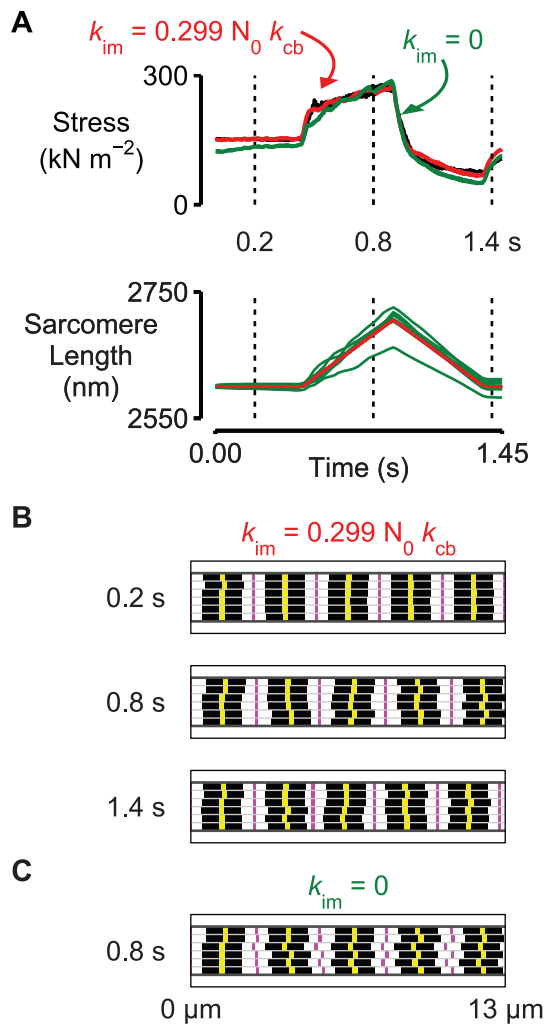 A
k_im = 0.299 N_0 k_cb
k_im = 0
300
Stress
(kN m⁻²)
0
0.2
0.8
1.4 s
2750
Sarcomere
Length
(nm)
2550
0.00
1.45
Time (s)
B
k_im = 0.299 N_0 k_cb
0.2 s
0.8 s
1.4 s
C
k_im = 0
0.8 s
0 μm
13 μm